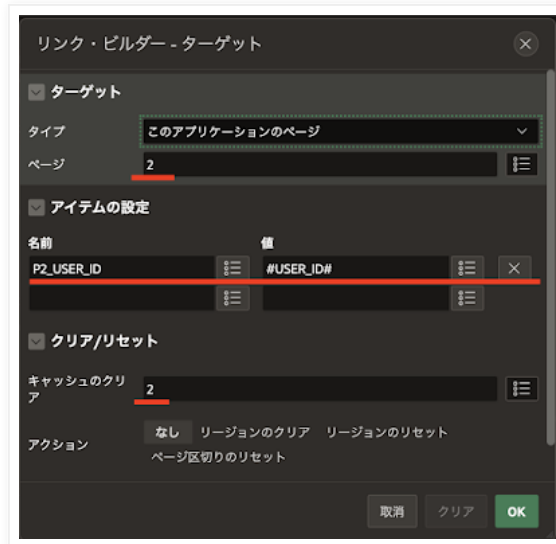 リンク・ビルダー - ターゲット
ターゲット
タイプ このアプリケーションのページ
ページ 2
アイテムの設定
名前 値
P2_USER_ID #USER_ID#
クリア/リセット
キャッシュのクリ
ア 2
アクション なし リージョンのクリア リージョンのリセット
ページ区切りのリセット
取消 クリア OK